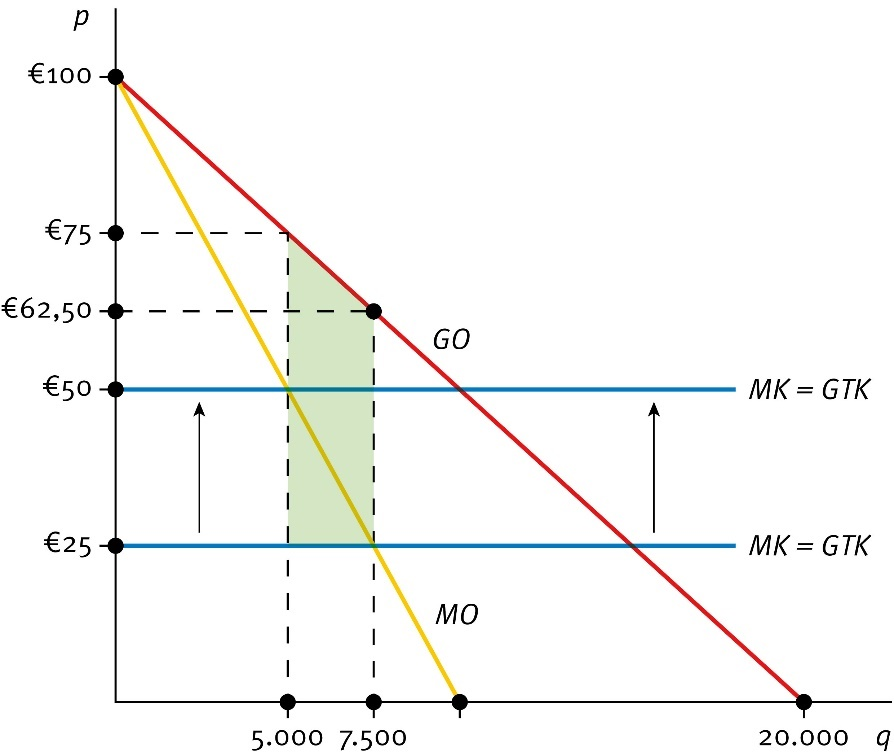 p
€100
€75
€62,50
GO
€50
MK = GTK
€25
MK = GTK
MO
5.000 7.500 20.000 q